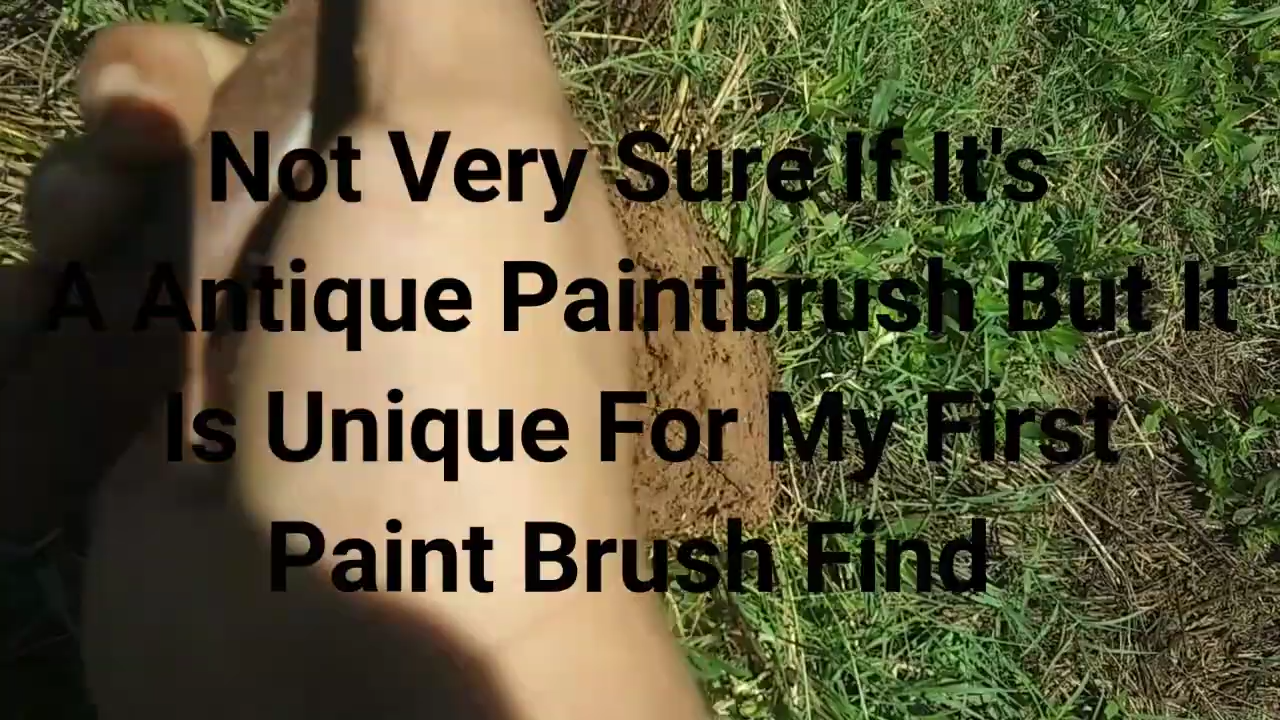 Not Very Sure If It's
A Antique Paintbrush But It
Is Unique For My First
Paint Brush Find